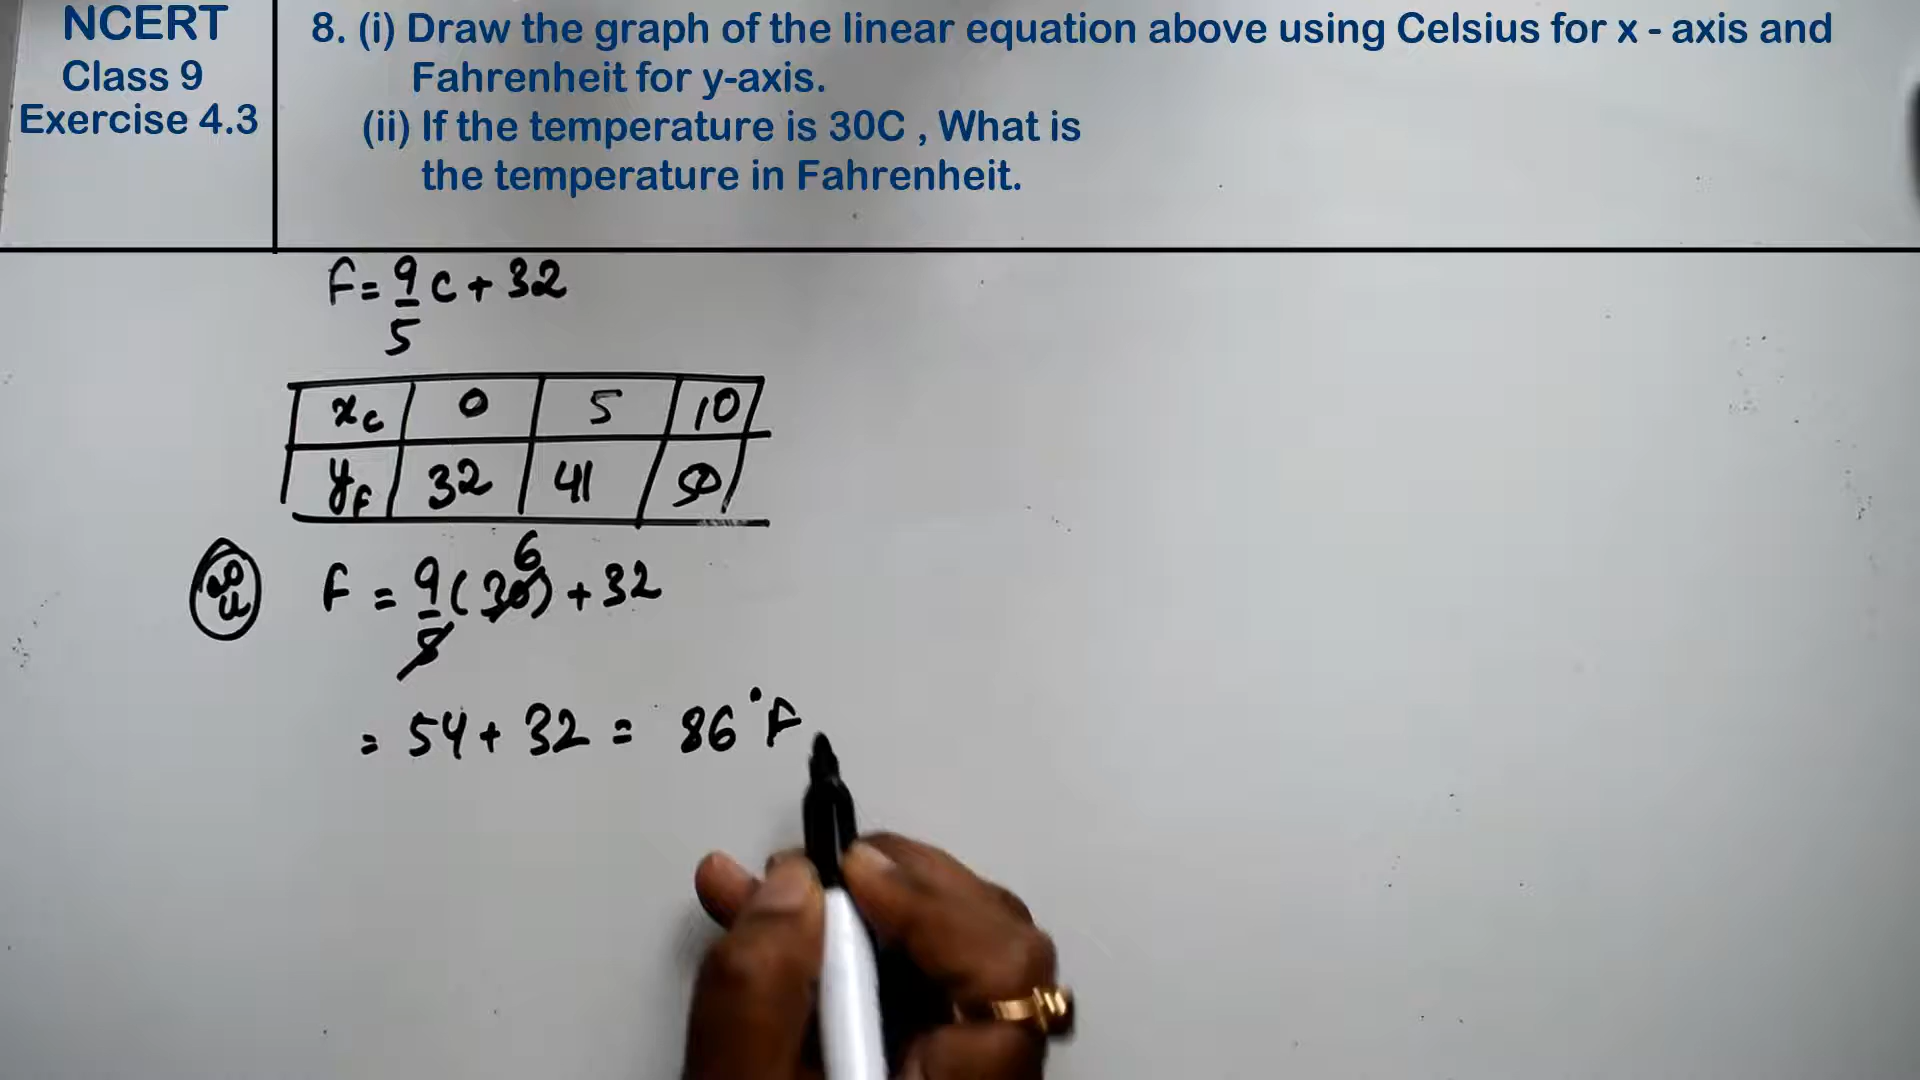 NCERT
Class 9
Exercise 4.3
8. (i) Draw the graph of the linear equation above using Celsius for x - axis and
Fahrenheit for y-axis.
(ii) If the temperature is 30C , What is
the temperature in Fahrenheit.
F = 9/5 C + 32
x C 0 5 10
y F 32 41 50
F = 9/5 (30) 6 + 32
= 54 + 32 = 86°F